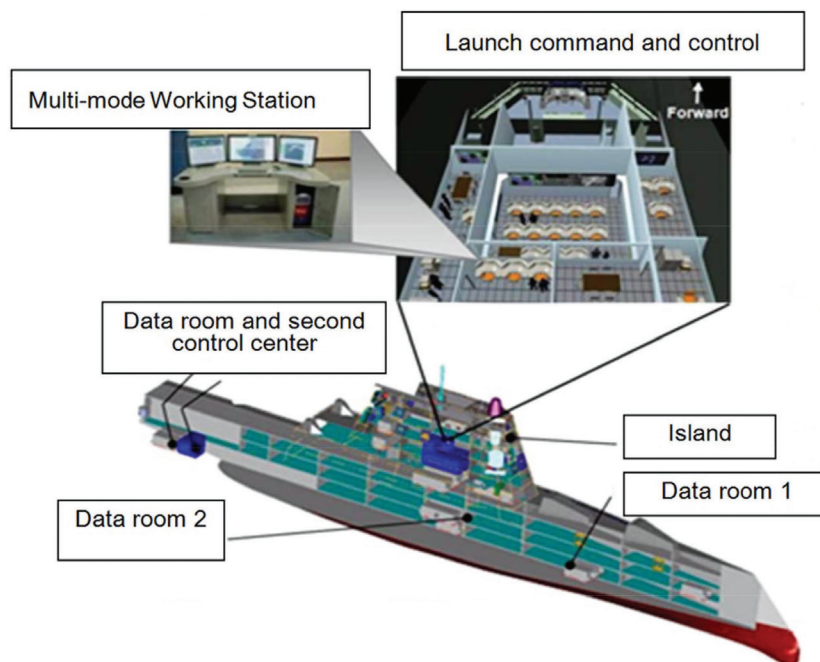 Launch command and control
Multi-mode Working Station
Forward
Data room and second
control center
Island
Data room 1
Data room 2